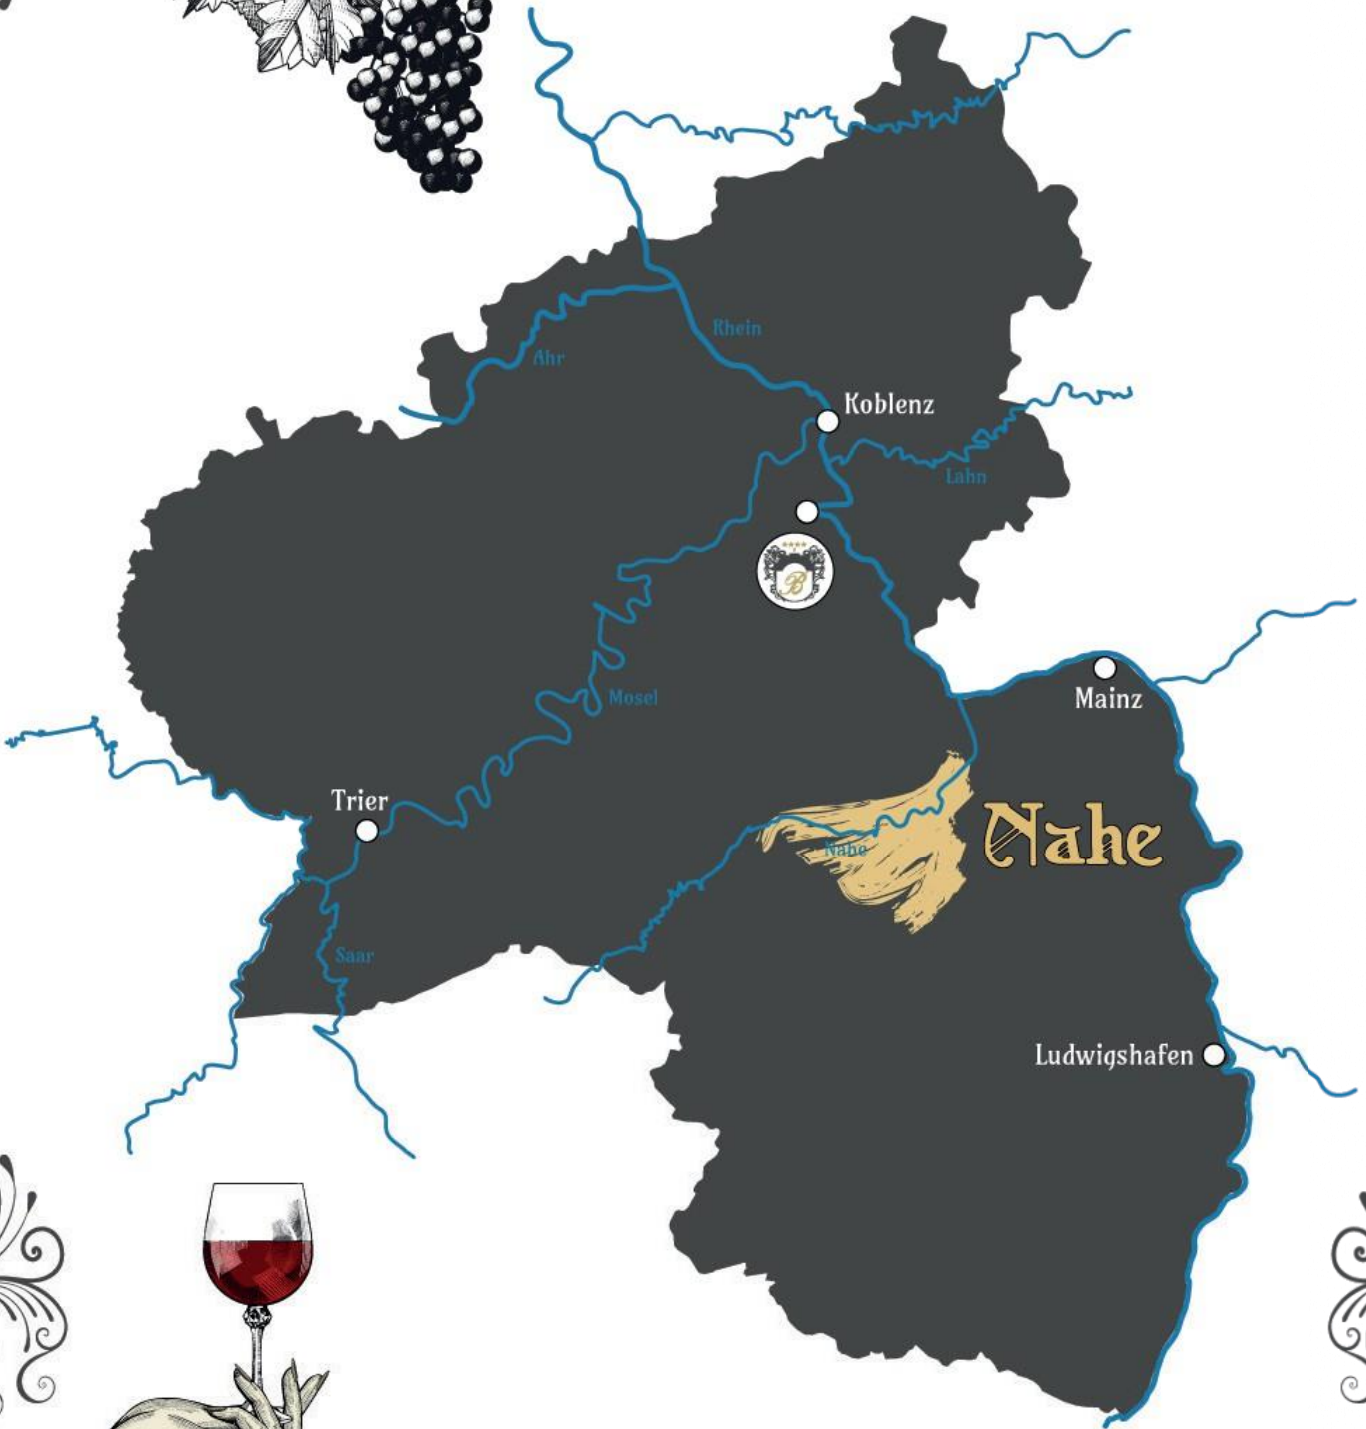 Rhein
Ahr
Koblenz
Lahn
B
Mosel
Mainz
Trier
Nahe
Nahe
Saar
Ludwigshafen